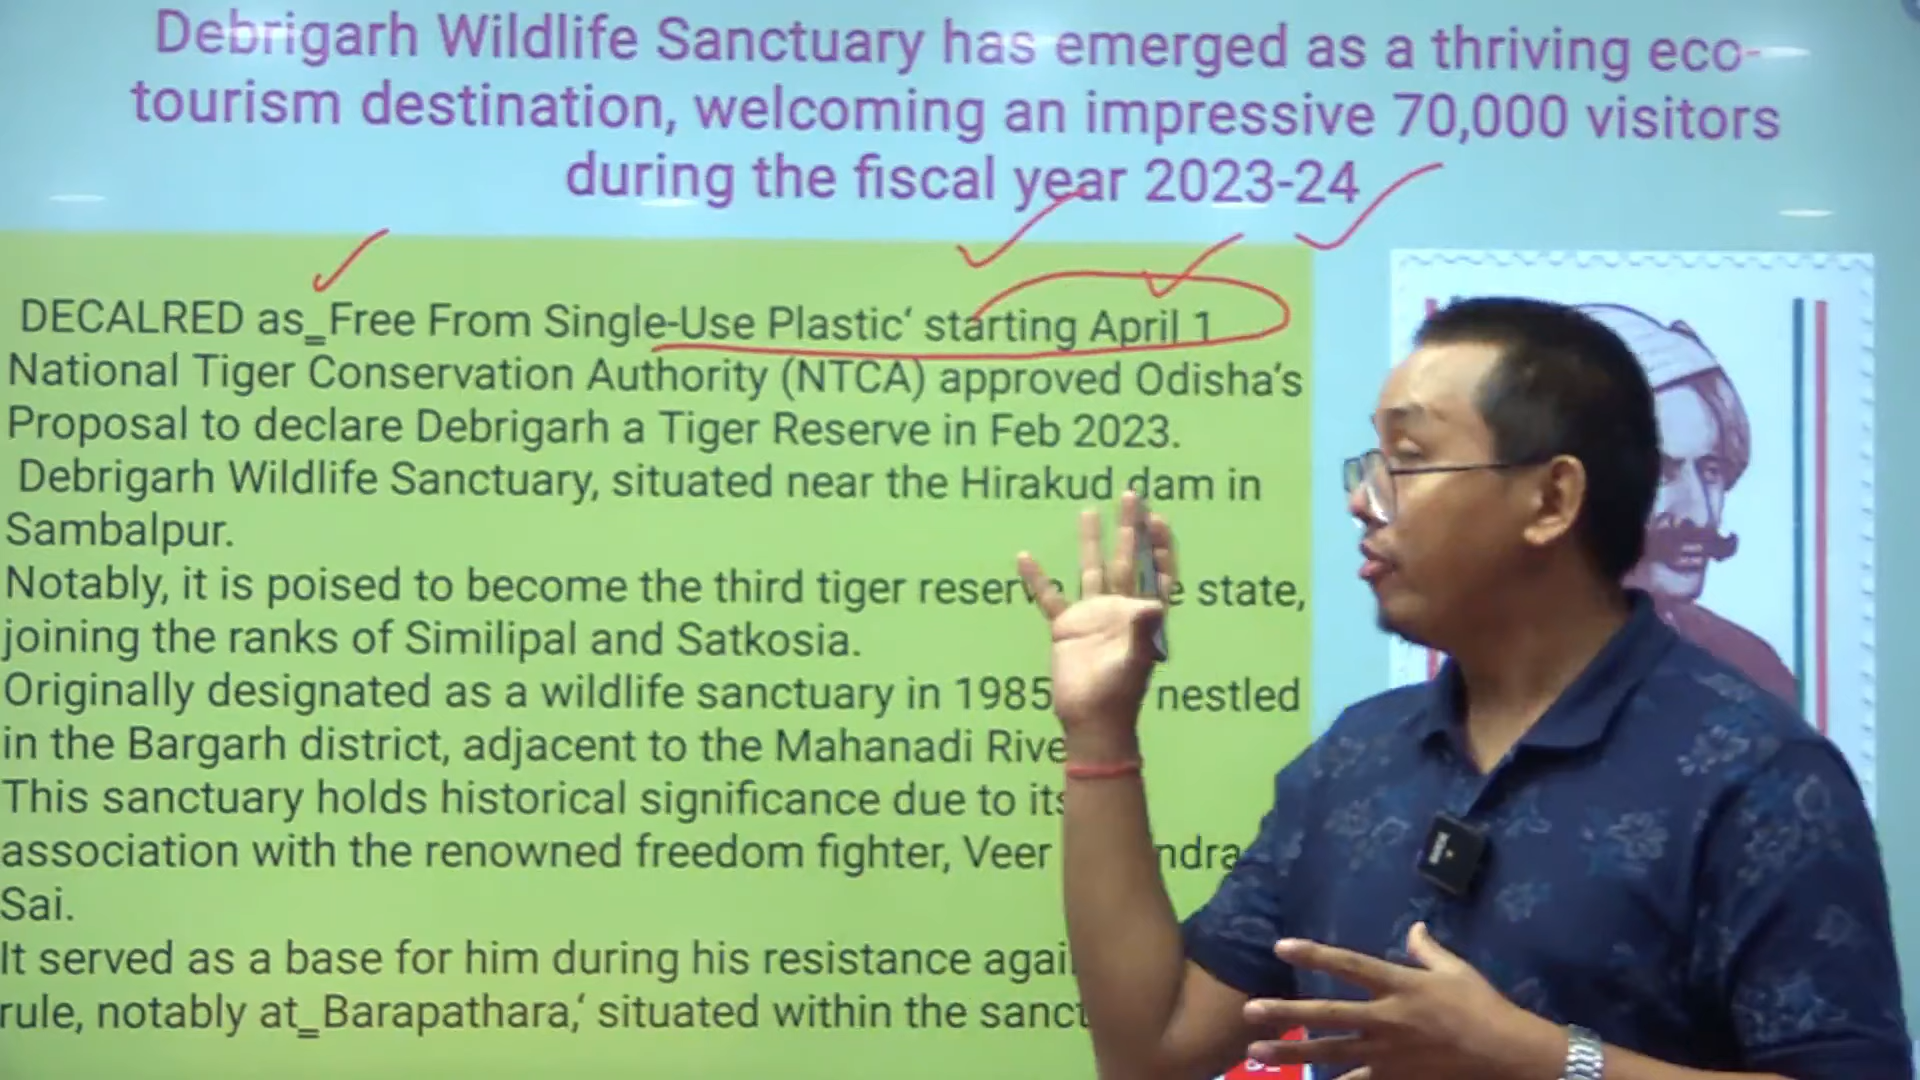 Debrigarh Wildlife Sanctuary has emerged as a thriving eco-
tourism destination, welcoming an impressive 70,000 visitors
during the fiscal year 2023-24
DECALRED as_Free From Single-Use Plastic‘ starting April 1
National Tiger Conservation Authority (NTCA) approved Odisha’s
Proposal to declare Debrigarh a Tiger Reserve in Feb 2023.
Debrigarh Wildlife Sanctuary, situated near the Hirakud dam in
Sambalpur.
Notably, it is poised to become the third tiger reserve state,
joining the ranks of Similipal and Satkosia.
Originally designated as a wildlife sanctuary in 1985 nestled
in the Bargarh district, adjacent to the Mahanadi
This sanctuary holds historical significance due to its
association with the renowned freedom fighter, Veer
Sai.
It served as a base for him during his resistance
rule, notably at_Barapathara,‘ situated within the